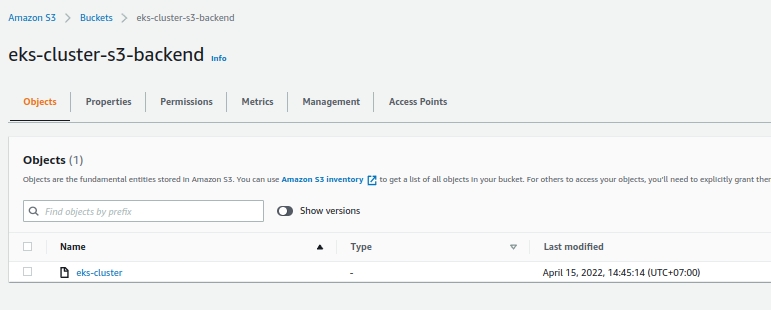 Amazon S3 > Buckets > eks-cluster-s3-backend
eks-cluster-s3-backend Info
Objects Properties Permissions Metrics Management Access Points
Objects (1)
Objects are the fundamental entities stored in Amazon S3. You can use Amazon S3 inventory to get a list of all objects in your bucket. For others to access your objects, you'll need to explicitly grant
Find objects by prefix Show versions
Name Type Last modified
eks-cluster - April 15, 2022, 14:45:14 (UTC+07:00)